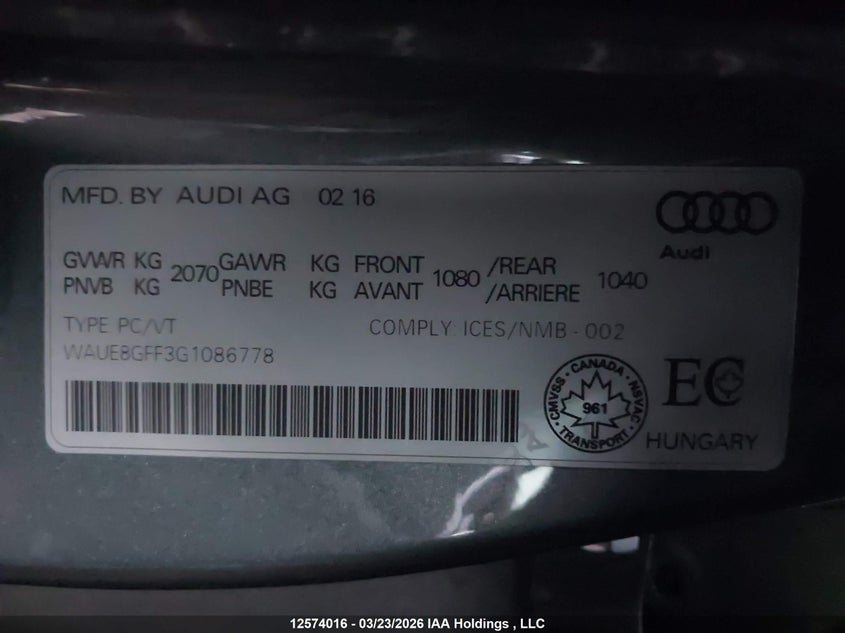 MFD. BY AUDI AG 02 16
Audi
GVWR KG 2070 GAWR KG FRONT 1080 /REAR 1040
PNVB KG PNBE KG AVANT /ARRIERE
TYPE PC/VT COMPLY: ICES/NMB - 002
WAUE8GFF3G1086778
CANADA
CMVSS NSVAC
961
TRANSPORT
EC
HUNGARY
12574016 - 03/23/2026 IAA Holdings , LLC